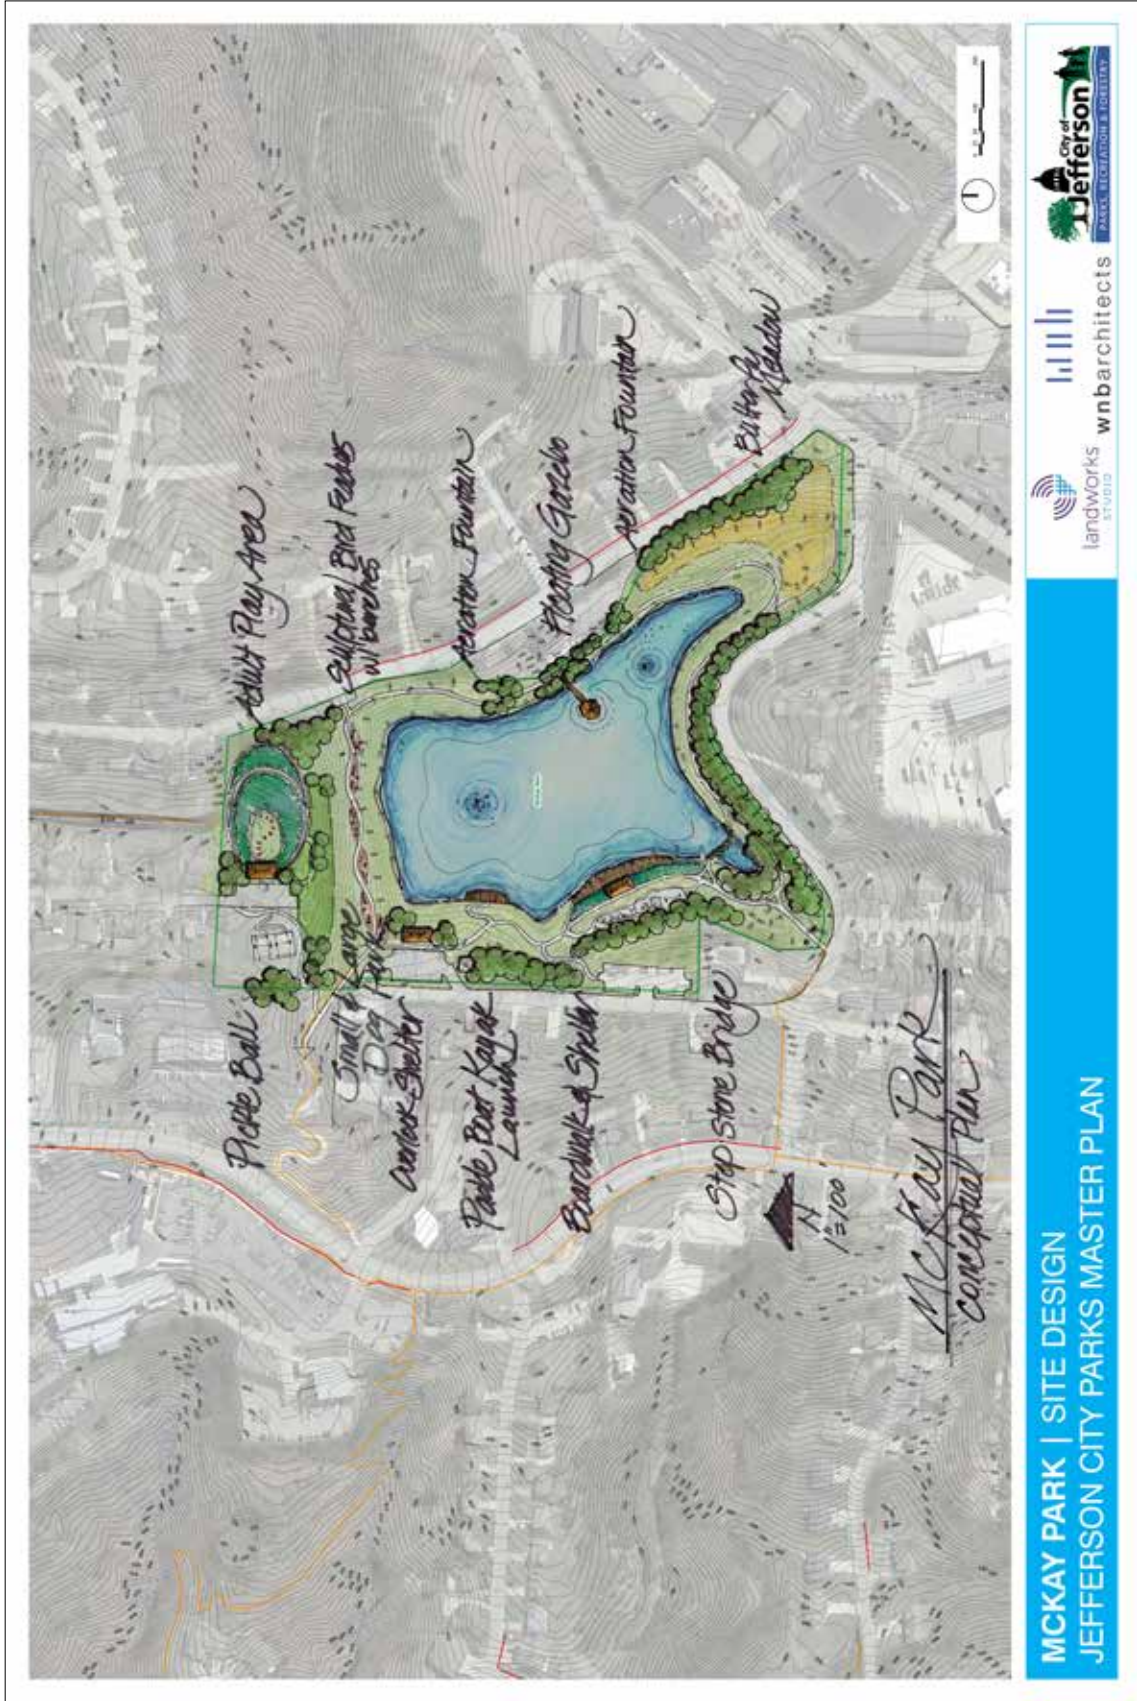 Adult Play Area
Sculptural Bird Feeders
w/ benches
Aeration Fountain
Floating Gazebo
Aeration Fountain
Butterfly
Meadow
Pickle Ball
Small & Large
Dog Park
Overlook Shelter
Paddle Boat Kayak
Launch
Boardwalk & Shelter
Step Stone Bridge
N
1"=100
McKay Park
conceptual Plan
MCKAY PARK | SITE DESIGN
JEFFERSON CITY PARKS MASTER PLAN
landworks
STUDIO
wnbarchitects
City of
Jefferson
PARKS, RECREATION & FORESTRY